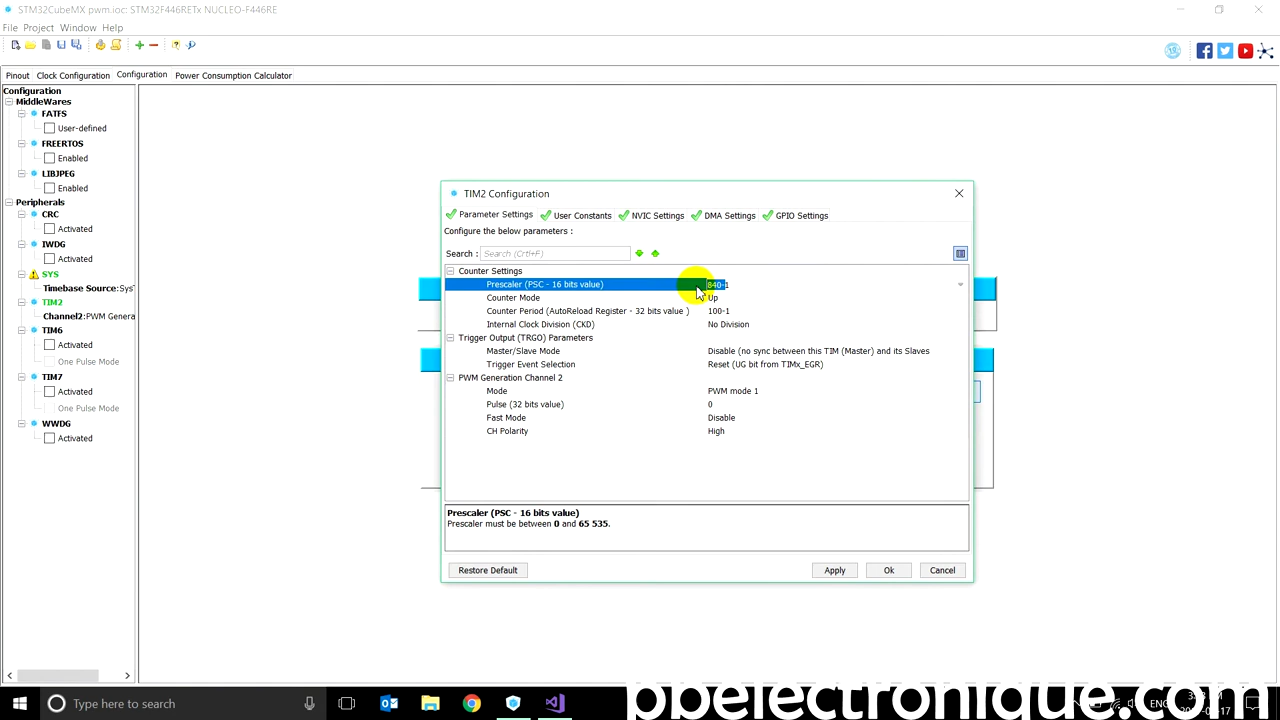 STM32CubeMX pwm.ioc: STM32F446RETx NUCLEO-F446RE
File Project Window Help
Pinout Clock Configuration Configuration Power Consumption Calculator
Configuration
MiddleWares
FATFS
User-defined
FREERTOS
Enabled
LIBJPEG
Enabled
Peripherals
CRC
Activated
IWDG
Activated
SYS
Timebase Source:Sys
TIM2
Channel2:PWM Genera
TIM6
Activated
One Pulse Mode
TIM7
Activated
One Pulse Mode
WWDG
Activated
TIM2 Configuration
Parameter Settings User Constants NVIC Settings DMA Settings GPIO Settings
Configure the below parameters :
Search : Search (Crtl+F)
Counter Settings
Prescaler (PSC - 16 bits value) 840-1
Counter Mode Up
Counter Period (AutoReload Register - 32 bits value ) 100-1
Internal Clock Division (CKD) No Division
Trigger Output (TRGO) Parameters
Master/Slave Mode Disable (no sync between this TIM (Master) and its Slaves
Trigger Event Selection Reset (UG bit from TIMx_EGR)
PWM Generation Channel 2
Mode PWM mode 1
Pulse (32 bits value) 0
Fast Mode Disable
CH Polarity High
Prescaler (PSC - 16 bits value)
Prescaler must be between 0 and 65 535.
Restore Default Apply Ok Cancel
Type here to search
ppelectronique.com